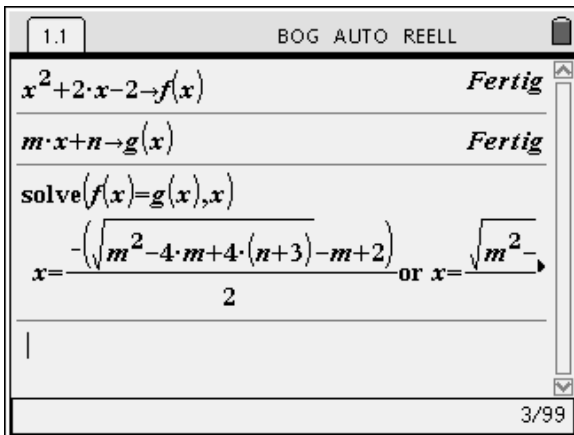 1.1 BOG AUTO REELL
x²+2·x−2→f(x) Fertig
m·x+n→g(x) Fertig
solve(f(x)=g(x),x)
x=-(√(m²−4·m+4·(n+3))−m+2)/2 or x=√(m²−
3/99